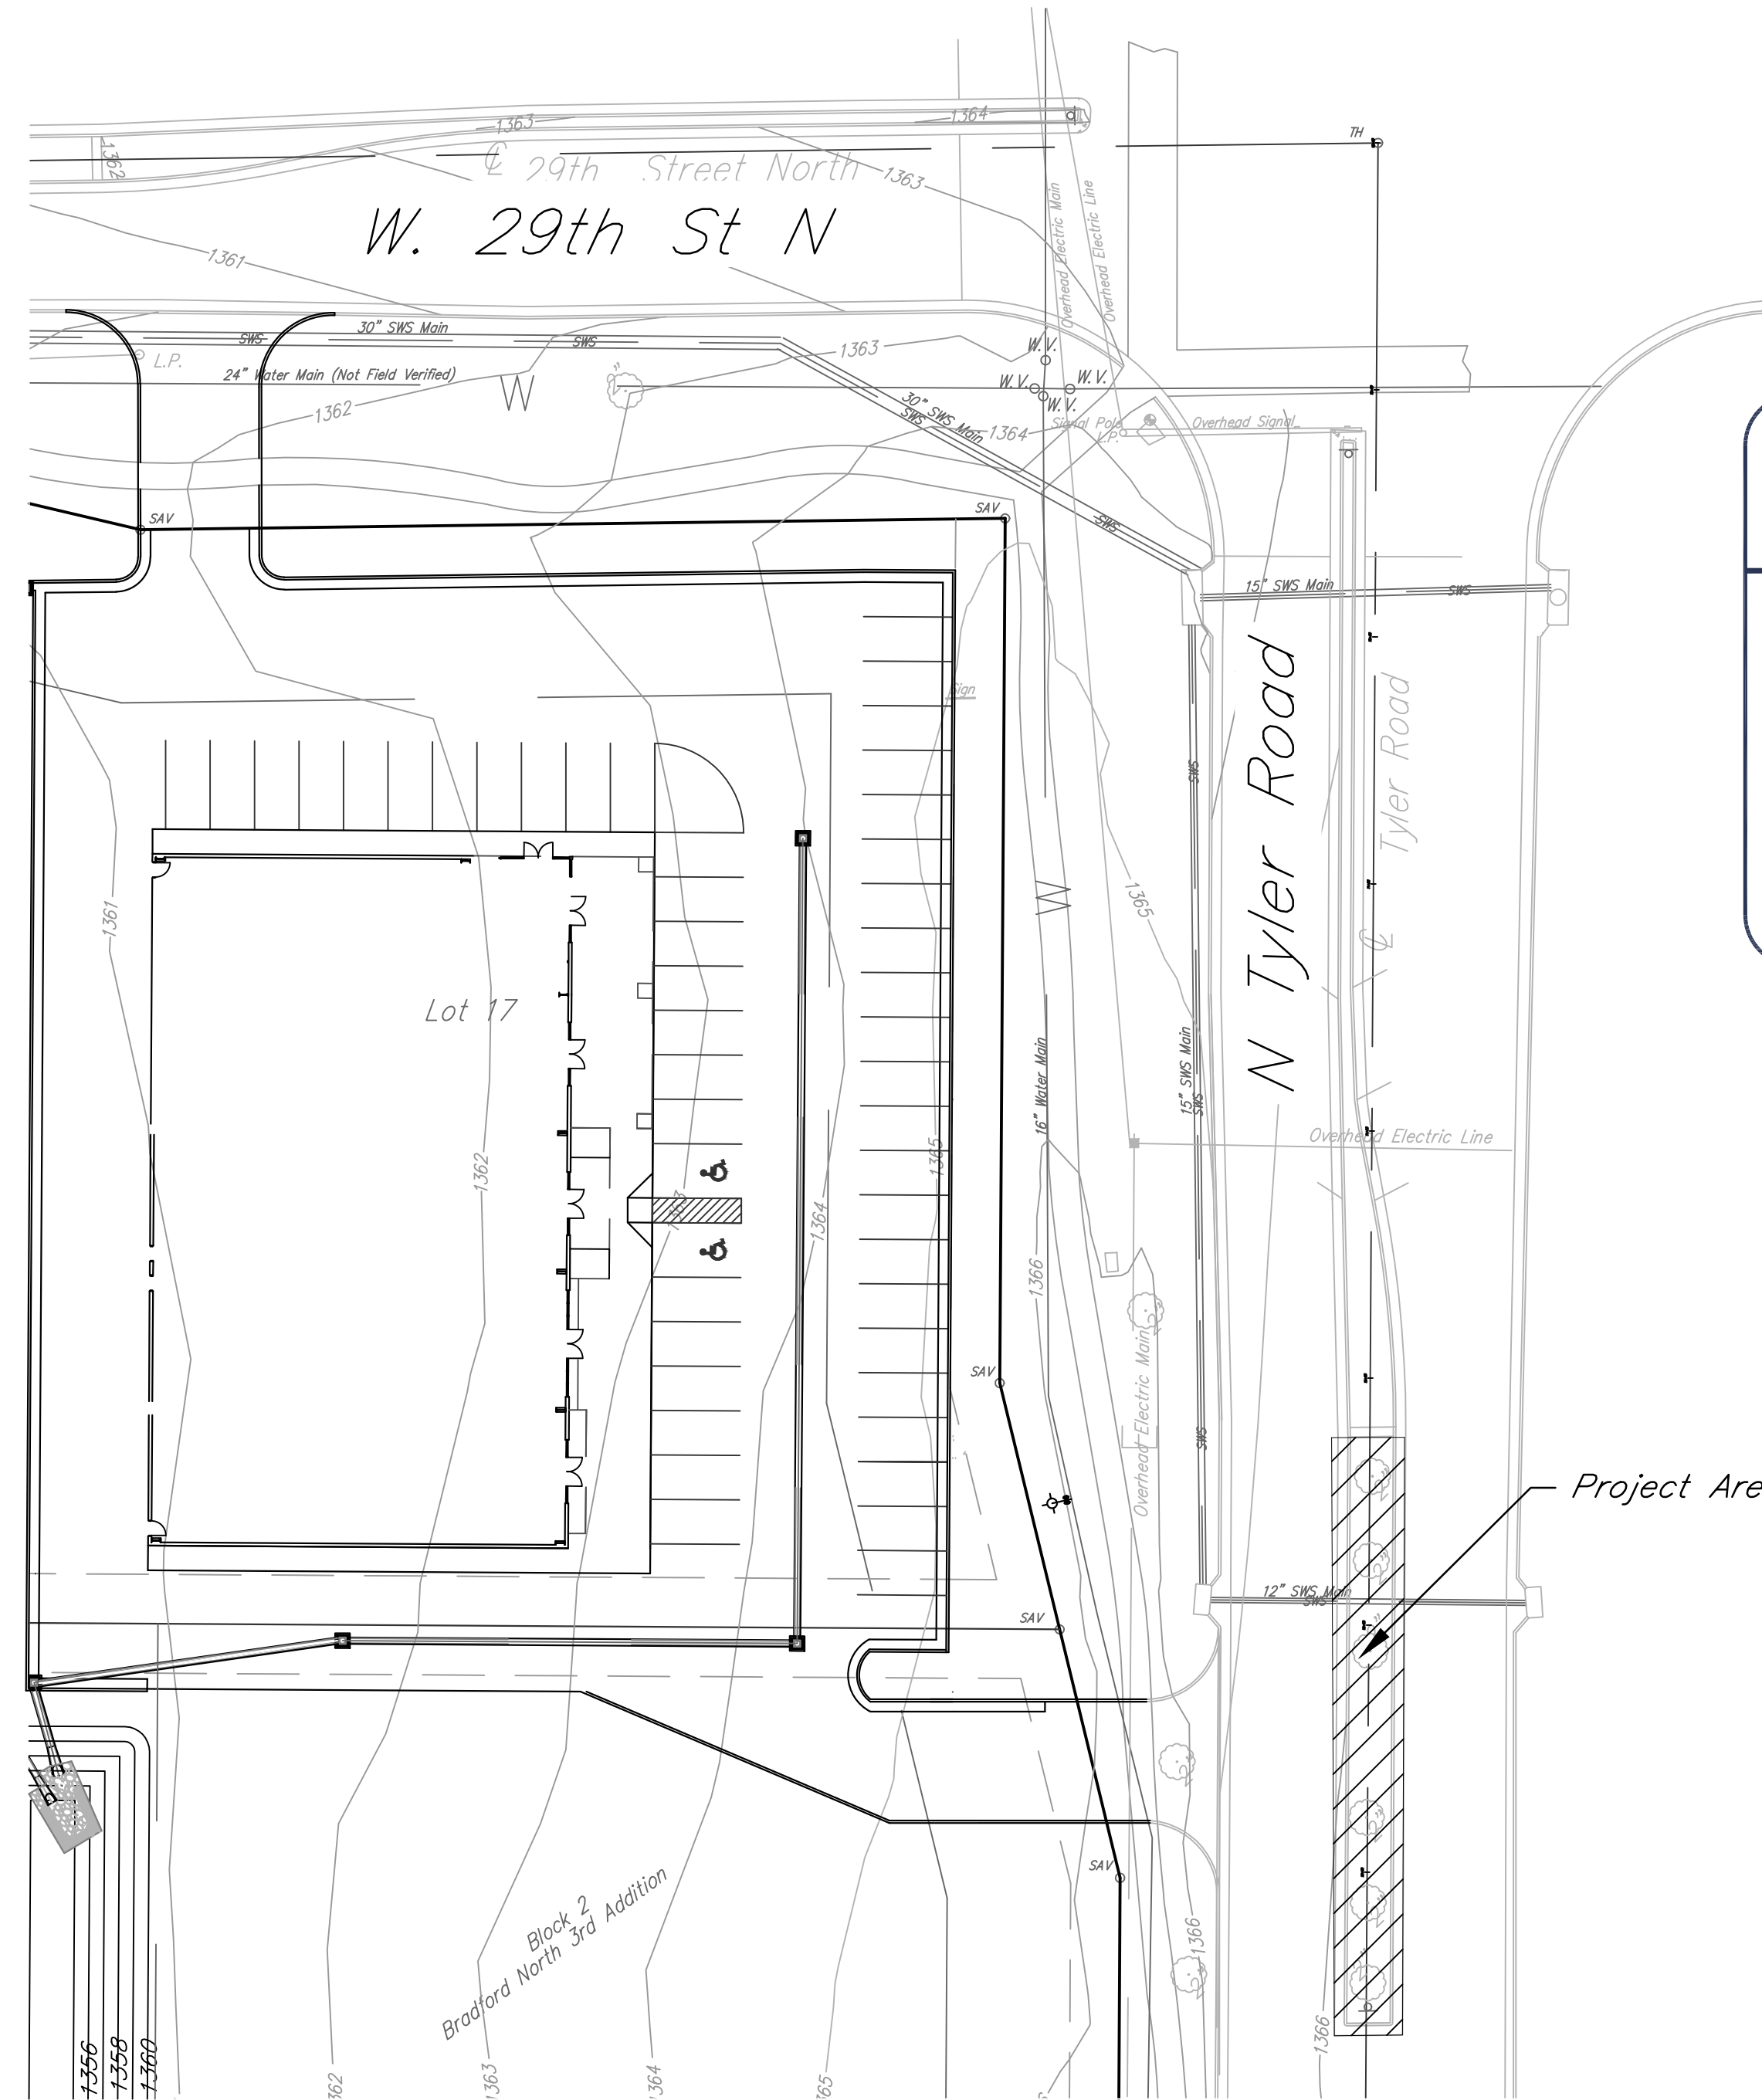 1363
1364
TH
1362
℄ 29th Street North
1363
W. 29th St N
Overhead Electric Main
Overhead Electric Line
1361
30" SWS Main
SWS
SWS
L.P.
1363
W.V.
24" Water Main (Not Field Verified)
W
W.V.
W.V.
W.V.
1362
30" SWS Main
SWS
1364
Signal Pole
L.P.
Overhead Signal
SAV
SAV
SWS
15" SWS Main
SWS
N Tyler Road
Tyler Road
℄
Sign
SWS
W
1365
1361
Lot 17
16" Water Main
15" SWS Main
SWS
Overhead Electric Line
1362
1363
1364
1365
1366
Overhead Electric Main
SAV
SWS
Project Are
12" SWS Main
SWS
SAV
SAV
Block 2
Bradford North 3rd Addition
1366
1366
1356
1358
1360
362
1363
1364
365